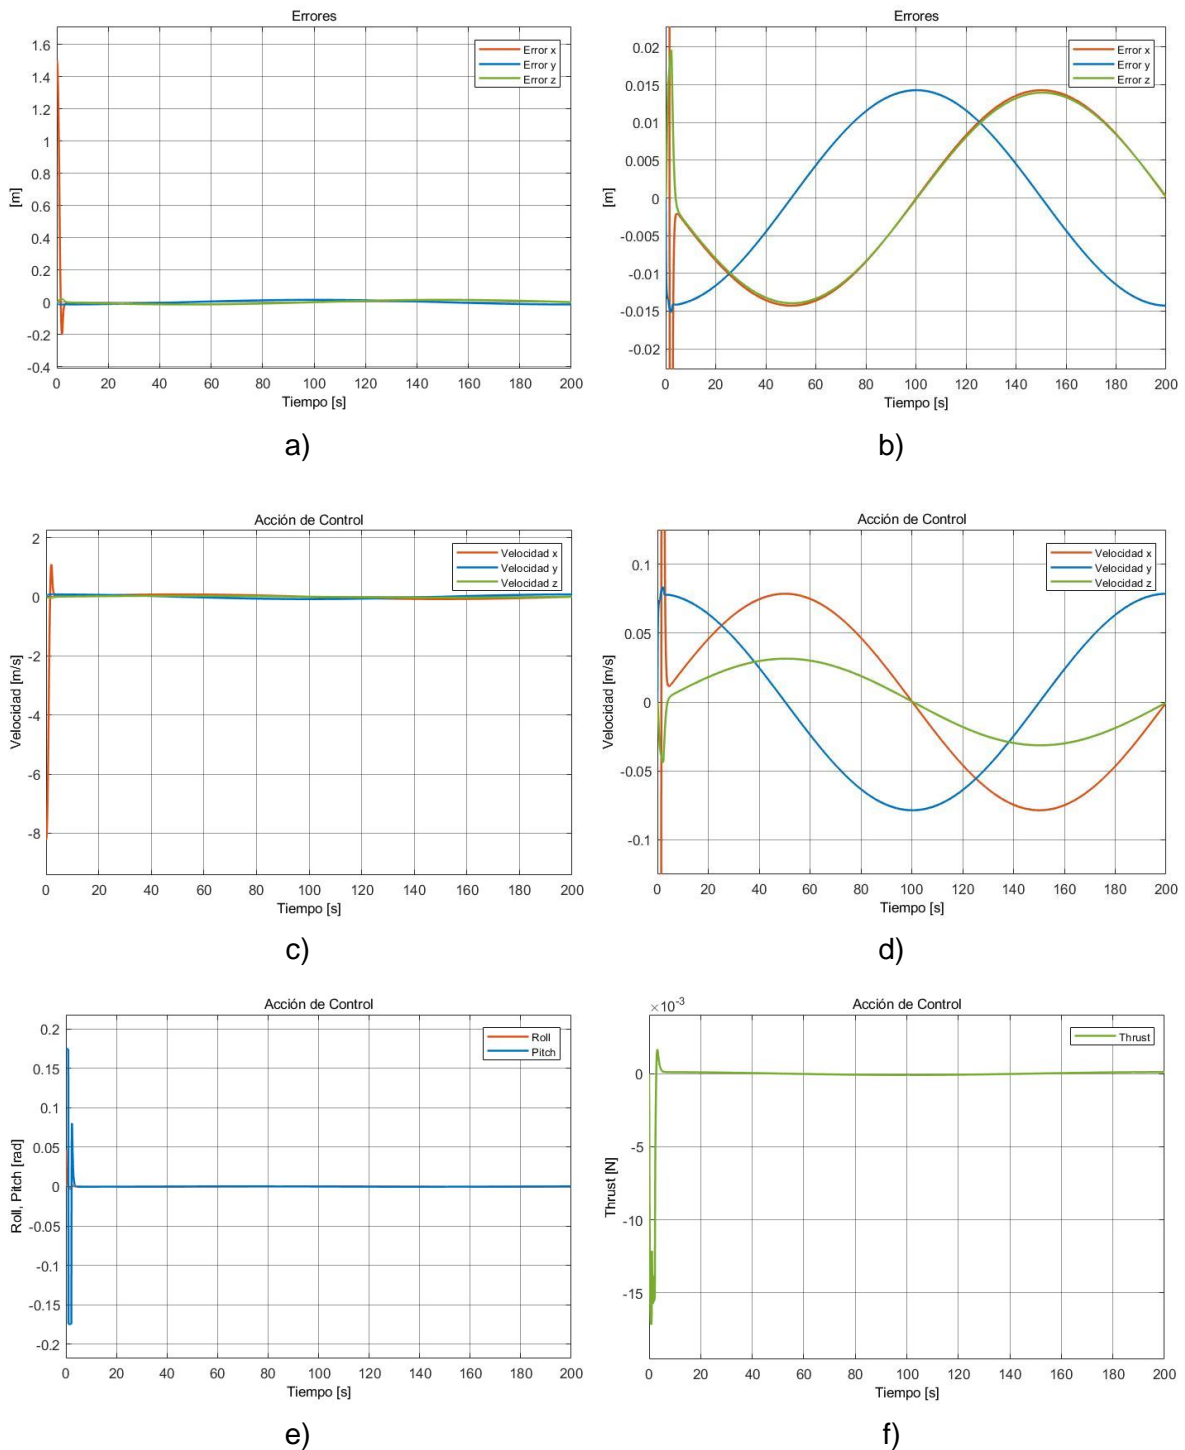 Errores
Error x
Error y
Error z
1.6
1.4
1.2
1
0.8
0.6
0.4
0.2
0
-0.2
-0.4
[m]
0 20 40 60 80 100 120 140 160 180 200
Tiempo [s]
a)
Errores
Error x
Error y
Error z
0.02
0.015
0.01
0.005
0
-0.005
-0.01
-0.015
-0.02
[m]
0 20 40 60 80 100 120 140 160 180 200
Tiempo [s]
b)
Acción de Control
Velocidad x
Velocidad y
Velocidad z
2
0
-2
-4
-6
-8
Velocidad [m/s]
0 20 40 60 80 100 120 140 160 180 200
Tiempo [s]
c)
Acción de Control
Velocidad x
Velocidad y
Velocidad z
0.1
0.05
0
-0.05
-0.1
Velocidad [m/s]
0 20 40 60 80 100 120 140 160 180 200
Tiempo [s]
d)
Acción de Control
Roll
Pitch
0.2
0.15
0.1
0.05
0
-0.05
-0.1
-0.15
-0.2
Roll, Pitch [rad]
0 20 40 60 80 100 120 140 160 180 200
Tiempo [s]
e)
×10⁻³
Acción de Control
Thrust
0
-5
-10
-15
Thrust [N]
0 20 40 60 80 100 120 140 160 180 200
Tiempo [s]
f)